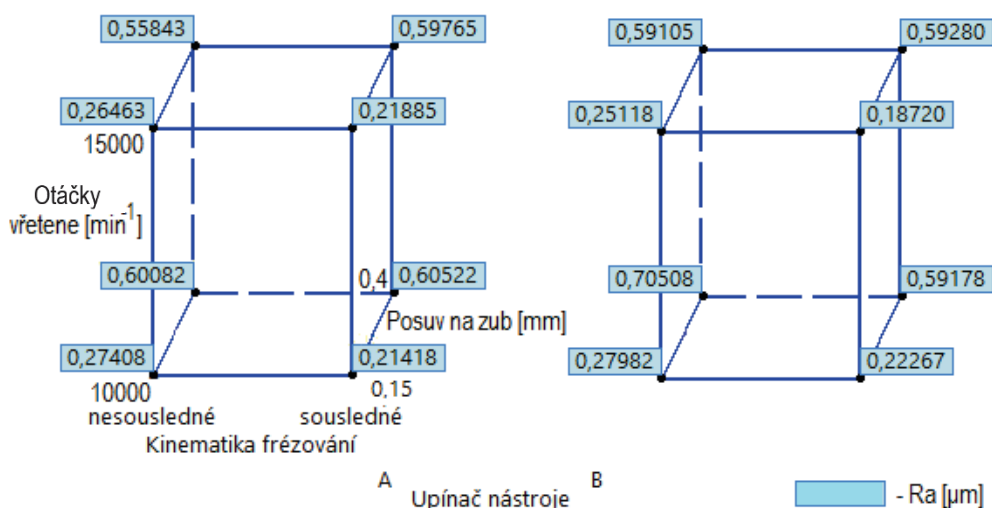 0,55843
0,59765
0,59105
0,59280
0,26463
0,21885
0,25118
0,18720
15000
Otáčky
vřetene [min-1]
0,60082
0,4
0,60522
0,70508
0,59178
Posuv na zub [mm]
0,27408
0,21418
0,27982
0,22267
10000
0,15
nesousledné
sousledné
Kinematika frézování
A
B
Upínač nástroje
- Ra [µm]